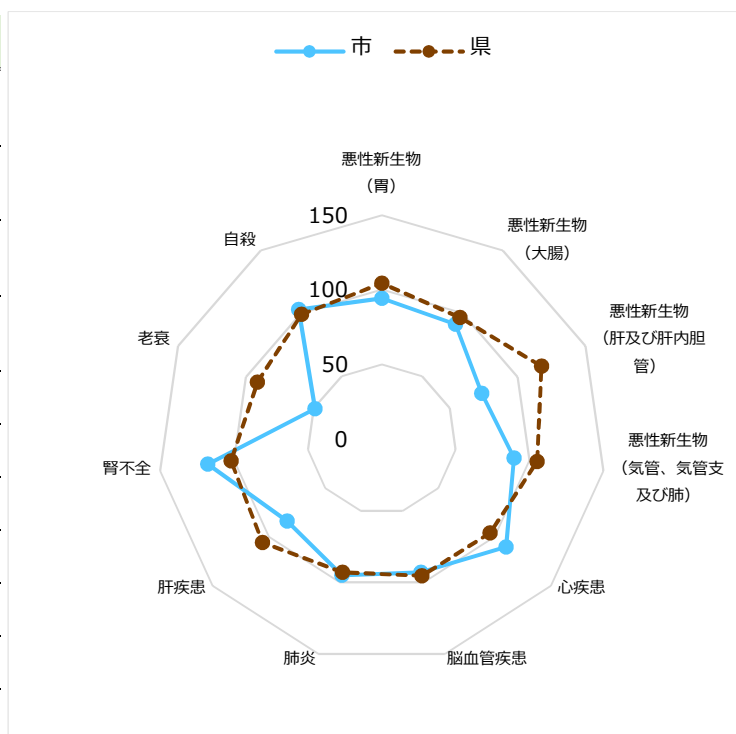 市 県
悪性新生物
（胃）
悪性新生物
（大腸）
悪性新生物
（肝及び肝内胆
管）
悪性新生物
（気管、気管支
及び肺）
心疾患
脳血管疾患
肺炎
肝疾患
腎不全
老衰
自殺
150
100
50
0